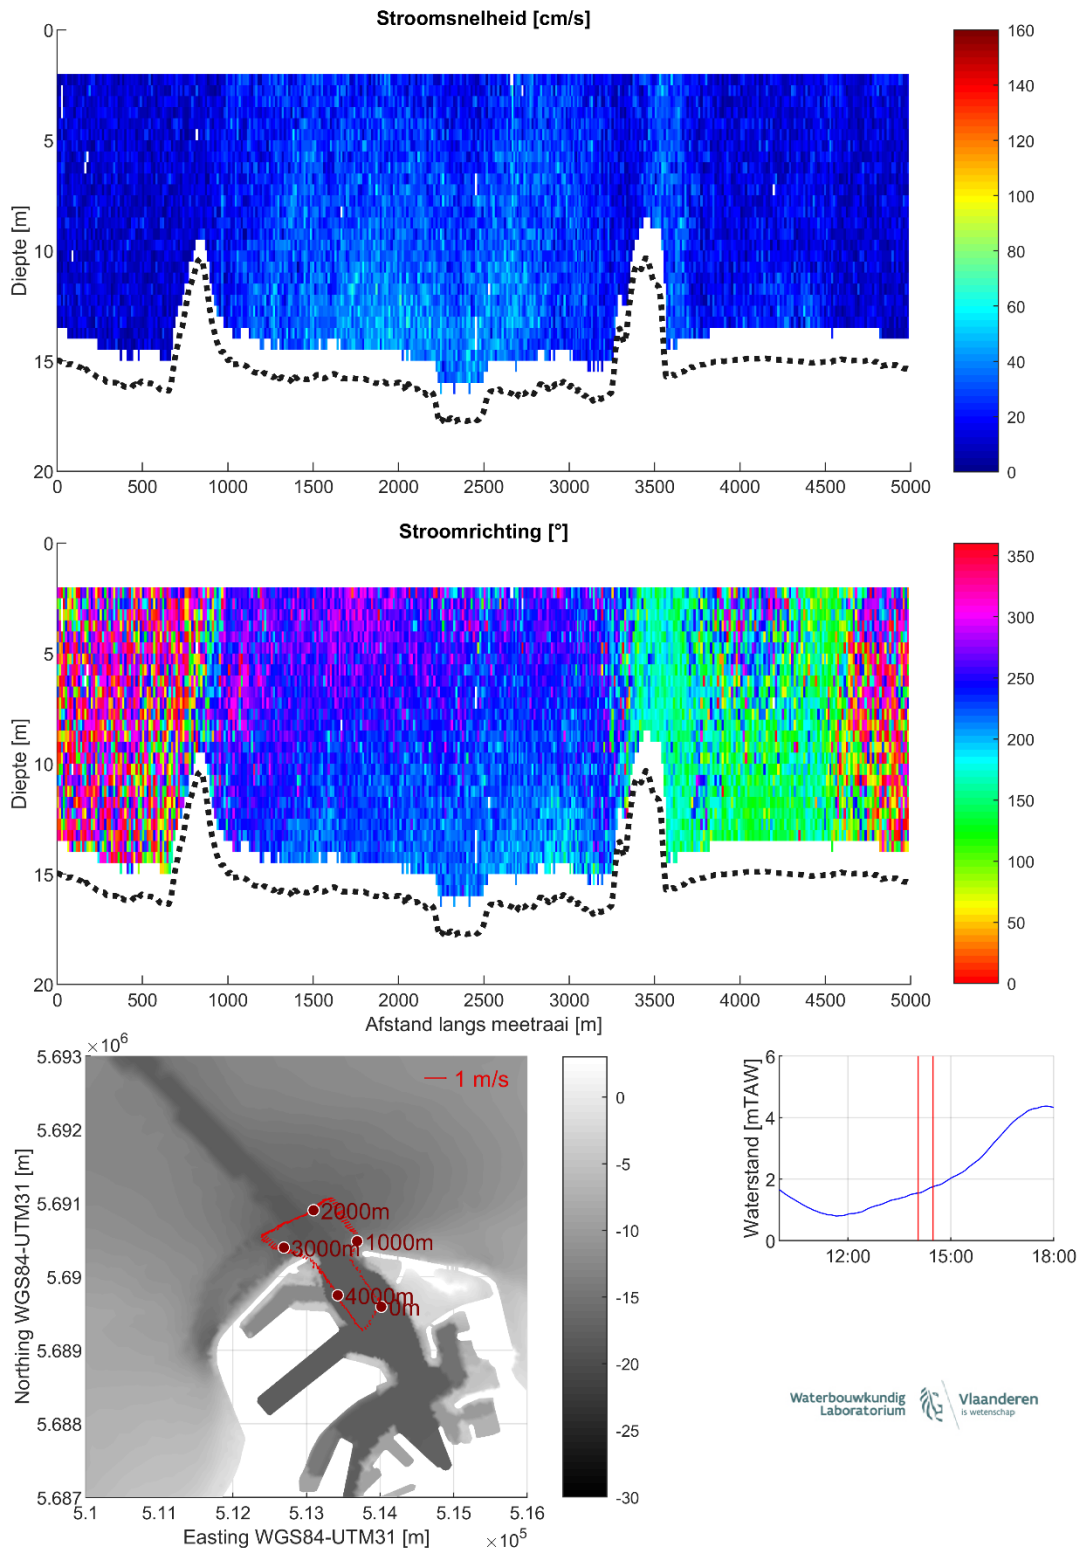 Stroomsnelheid [cm/s]
0
5
10
15
20
Diepte [m]
0 500 1000 1500 2000 2500 3000 3500 4000 4500 5000
160
140
120
100
80
60
40
20
0
Stroomrichting [°]
0
5
10
15
20
Diepte [m]
0 500 1000 1500 2000 2500 3000 3500 4000 4500 5000
Afstand langs meetraai [m]
350
300
250
200
150
100
50
0
×10⁶
5.693
5.692
5.691
5.69
5.689
5.688
5.687
Northing WGS84-UTM31 [m]
1 m/s
2000m
1000m
3000m
4000m
0m
5.1 5.11 5.12 5.13 5.14 5.15 5.16
Easting WGS84-UTM31 [m]
×10⁵
0
-5
-10
-15
-20
-25
-30
6
4
2
0
Waterstand [mTAW]
12:00 15:00 18:00
Waterbouwkundig
Laboratorium
Vlaanderen
is wetenschap